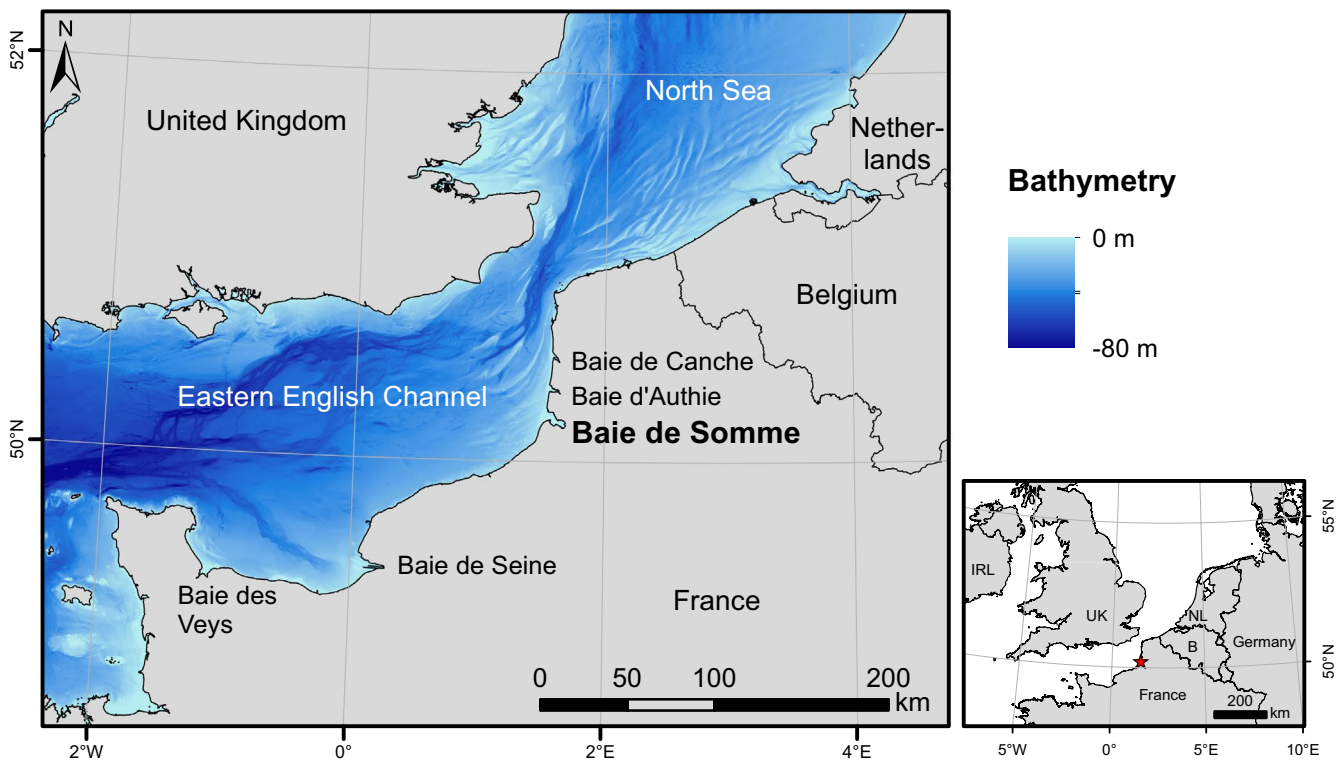 N
52°N
50°N
United Kingdom
North Sea
Nether-
lands
Belgium
Eastern English Channel
Baie de Canche
Baie d'Authie
Baie de Somme
Baie de Seine
Baie des
Veys
France
0 50 100 200
km
2°W 0° 2°E 4°E
Bathymetry
0 m
-80 m
IRL
UK
NL
B
Germany
France
200
km
55°N
50°N
5°W 0° 5°E 10°E